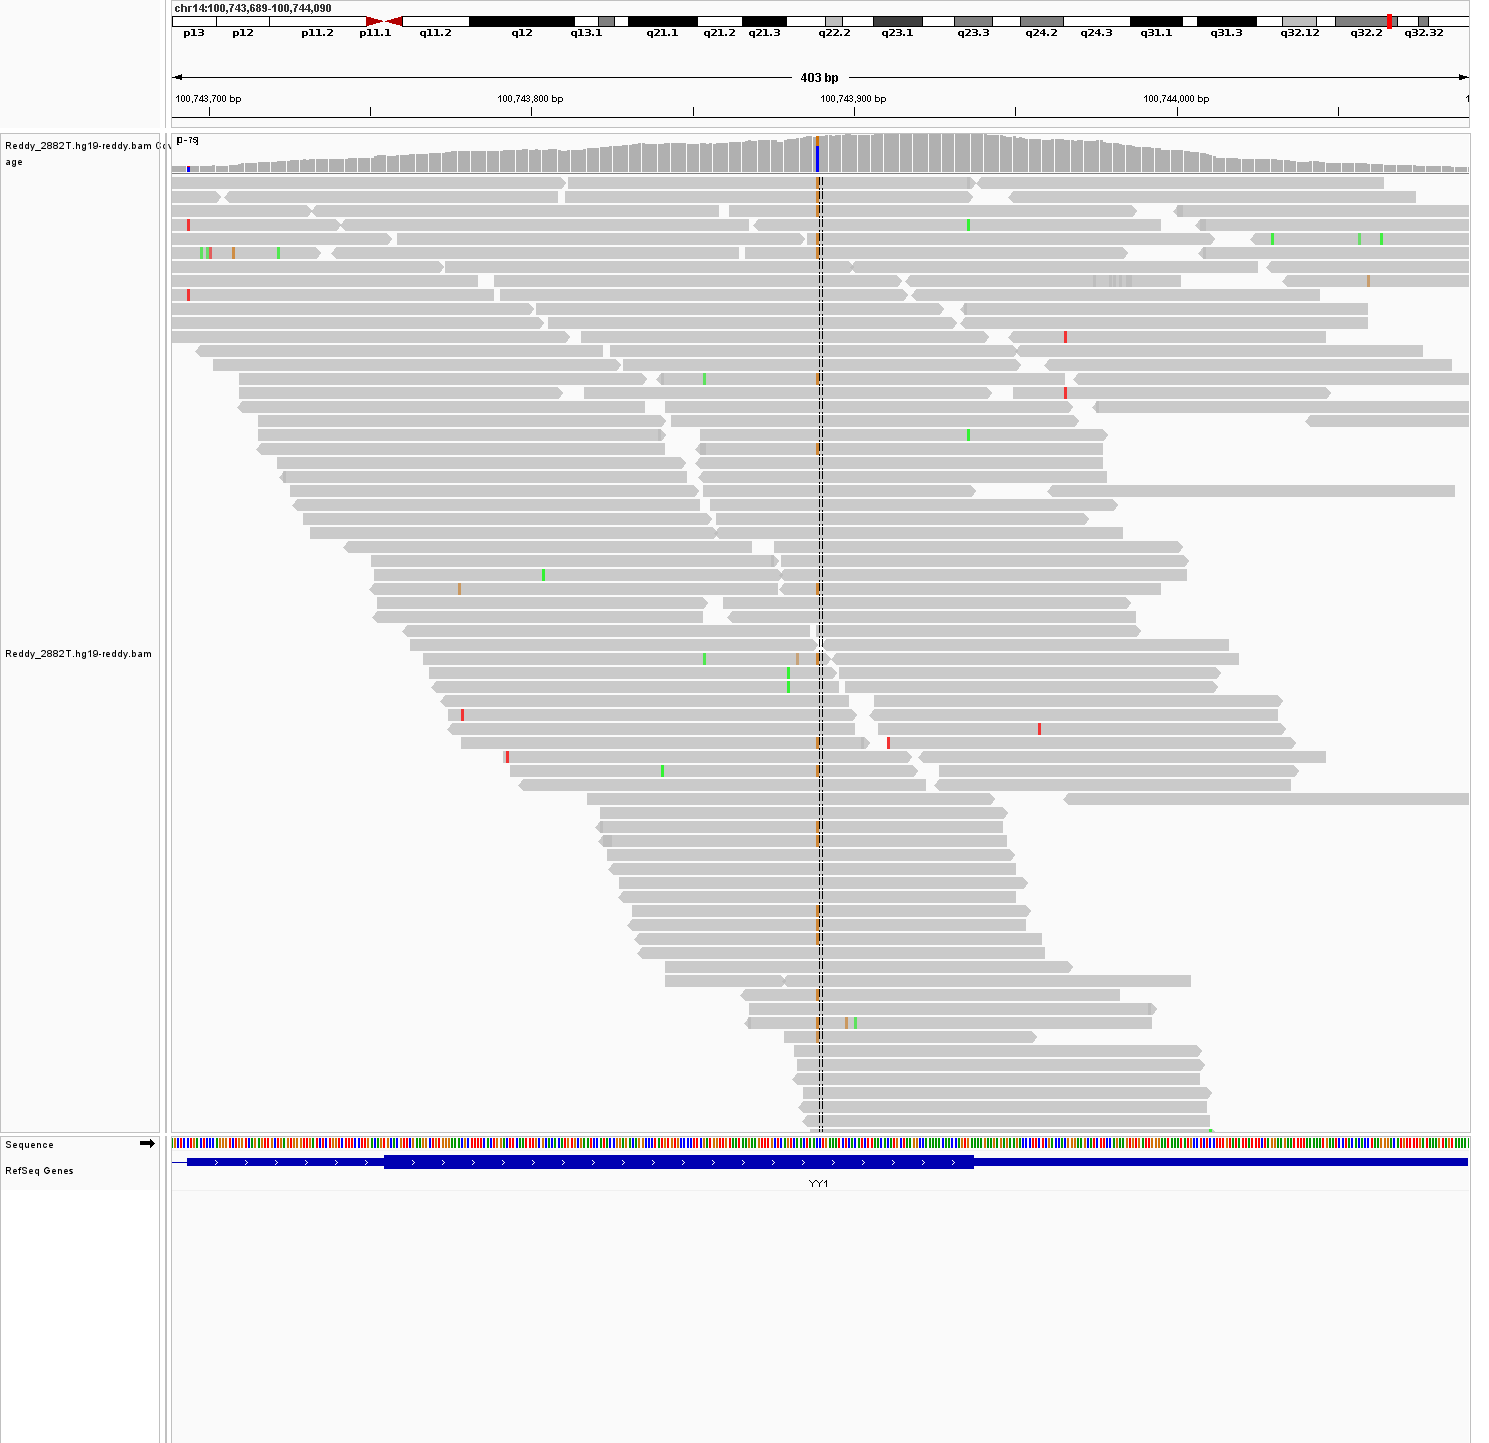 chr14:100,743,689-100,744,090
p13 p12 p11.2 p11.1 q11.2 q12 q13.1 q21.1 q21.2 q21.3 q22.2 q23.1 q23.3 q24.2 q24.3 q31.1 q31.3 q32.12 q32.2 q32.32
403 bp
100,743,700 bp 100,743,800 bp 100,743,900 bp 100,744,000 bp 1
Reddy_2882T.hg19-reddy.bam Cov
age
[0-79]
Reddy_2882T.hg19-reddy.bam
Sequence
RefSeq Genes
YY1